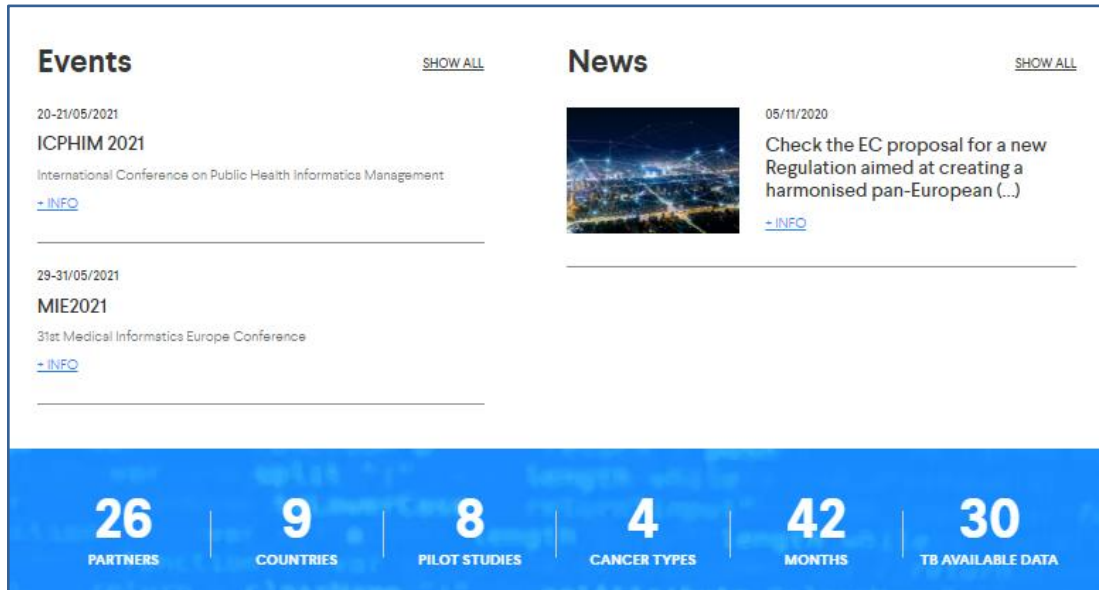 Events
SHOW ALL
20-21/05/2021
ICPHIM 2021
International Conference on Public Health Informatics Management
+ INFO
29-31/05/2021
MIE2021
31st Medical Informatics Europe Conference
+ INFO
News
SHOW ALL
05/11/2020
Check the EC proposal for a new
Regulation aimed at creating a
harmonised pan-European (...)
+ INFO
26
PARTNERS
9
COUNTRIES
8
PILOT STUDIES
4
CANCER TYPES
42
MONTHS
30
TB AVAILABLE DATA